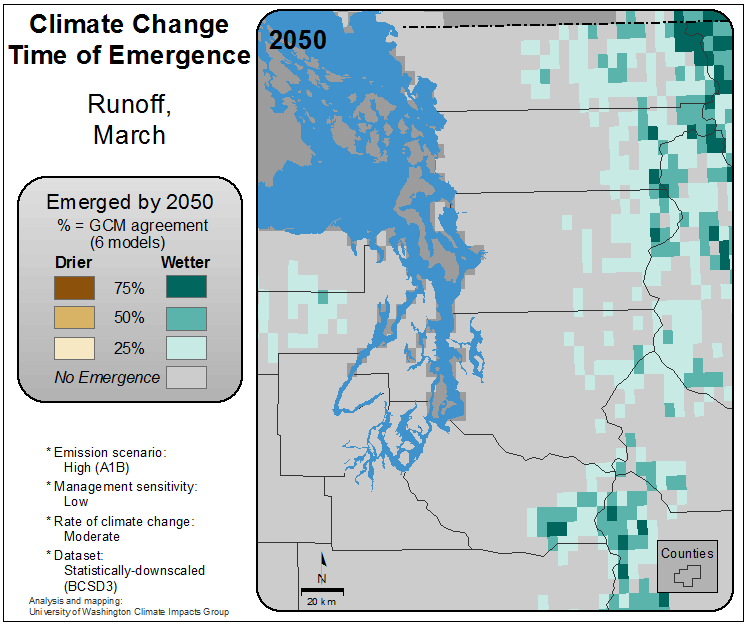 Climate Change
Time of Emergence
Runoff,
March
Emerged by 2050
% = GCM agreement
(6 models)
Drier Wetter
75%
50%
25%
No Emergence
* Emission scenario:
High (A1B)
* Management sensitivity:
Low
* Rate of climate change:
Moderate
* Dataset:
Statistically-downscaled
(BCSD3)
Analysis and mapping:
University of Washington Climate Impacts Group
2050
N
20 km
Counties